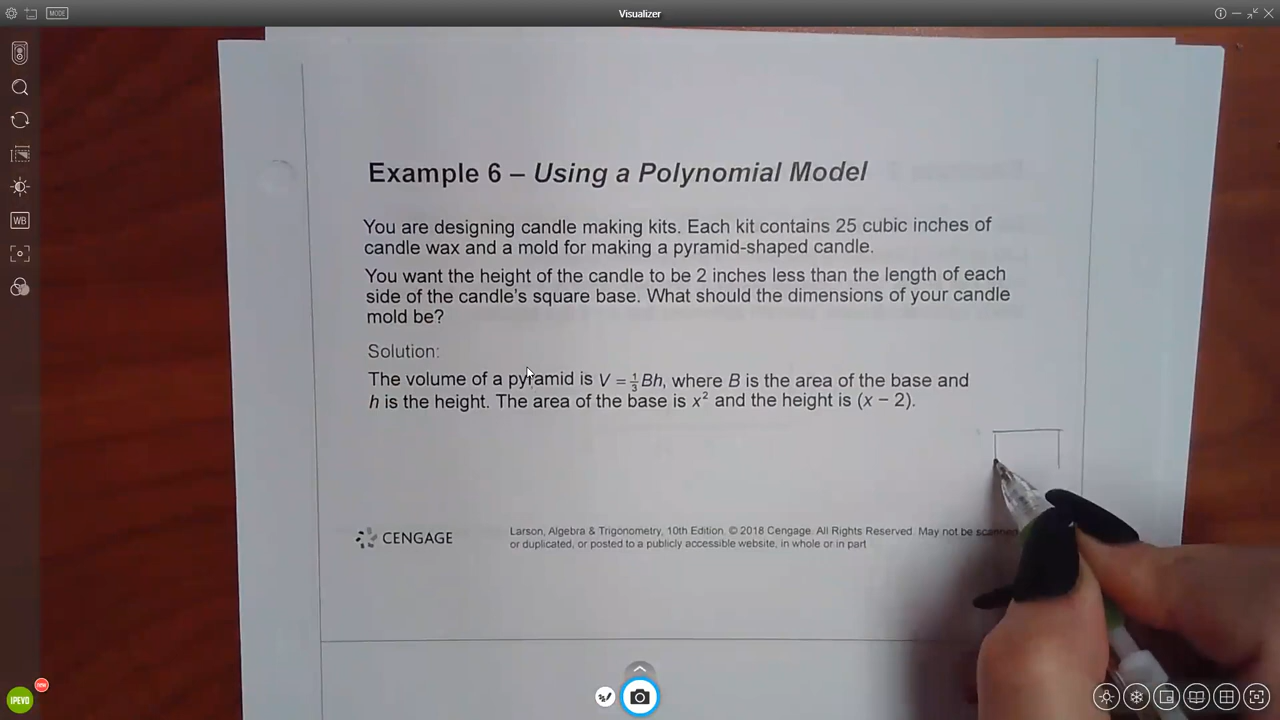 MODE
Visualizer
WB
Example 6 – Using a Polynomial Model
You are designing candle making kits. Each kit contains 25 cubic inches of
candle wax and a mold for making a pyramid-shaped candle.
You want the height of the candle to be 2 inches less than the length of each
side of the candle's square base. What should the dimensions of your candle
mold be?
Solution:
The volume of a pyramid is V = 1/3 Bh, where B is the area of the base and
h is the height. The area of the base is x² and the height is (x − 2).
CENGAGE
Larson, Algebra & Trigonometry, 10th Edition. © 2018 Cengage. All Rights Reserved. May not be scanned
or duplicated, or posted to a publicly accessible website, in whole or in part
IPEVO
new